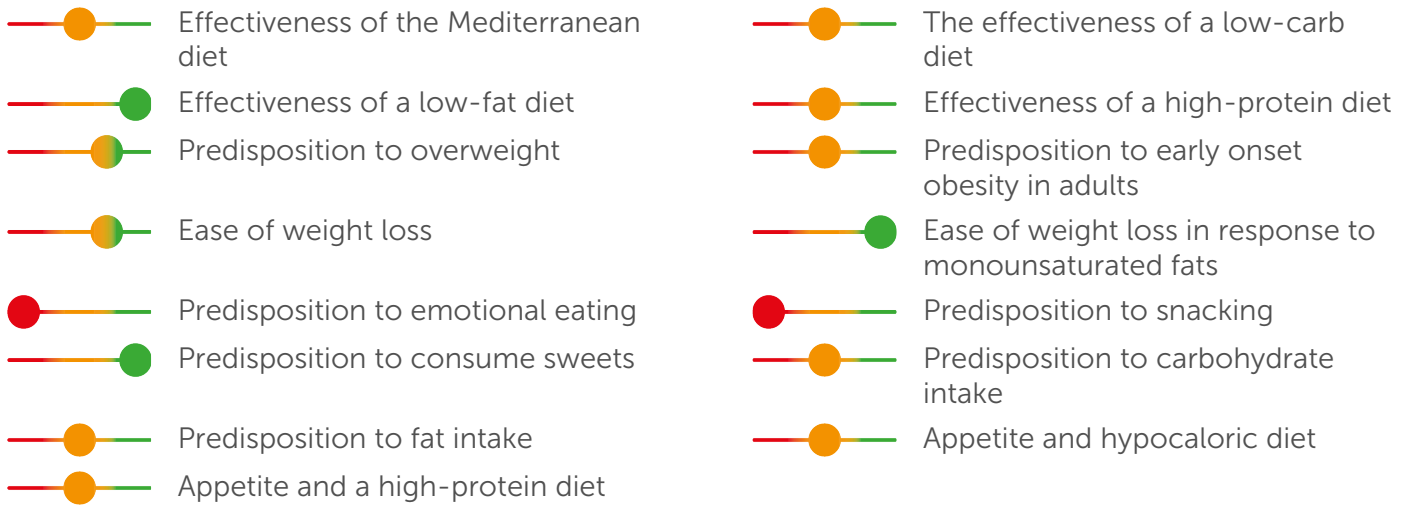 Effectiveness of the Mediterranean
diet
The effectiveness of a low-carb
diet
Effectiveness of a low-fat diet
Effectiveness of a high-protein diet
Predisposition to overweight
Predisposition to early onset
obesity in adults
Ease of weight loss
Ease of weight loss in response to
monounsaturated fats
Predisposition to emotional eating
Predisposition to snacking
Predisposition to consume sweets
Predisposition to carbohydrate
intake
Predisposition to fat intake
Appetite and hypocaloric diet
Appetite and a high-protein diet